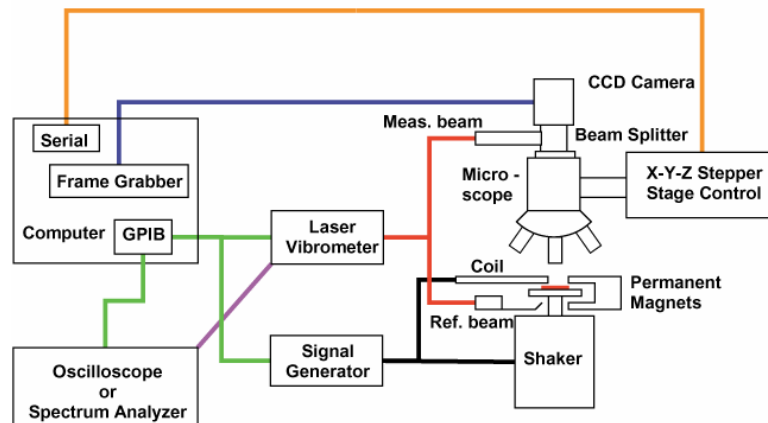 CCD Camera
Meas. beam
Beam Splitter
Serial
Frame Grabber
Micro -
scope
X-Y-Z Stepper
Stage Control
Computer
GPIB
Laser
Vibrometer
Coil
Permanent
Magnets
Ref. beam
Signal
Generator
Shaker
Oscilloscope
or
Spectrum Analyzer